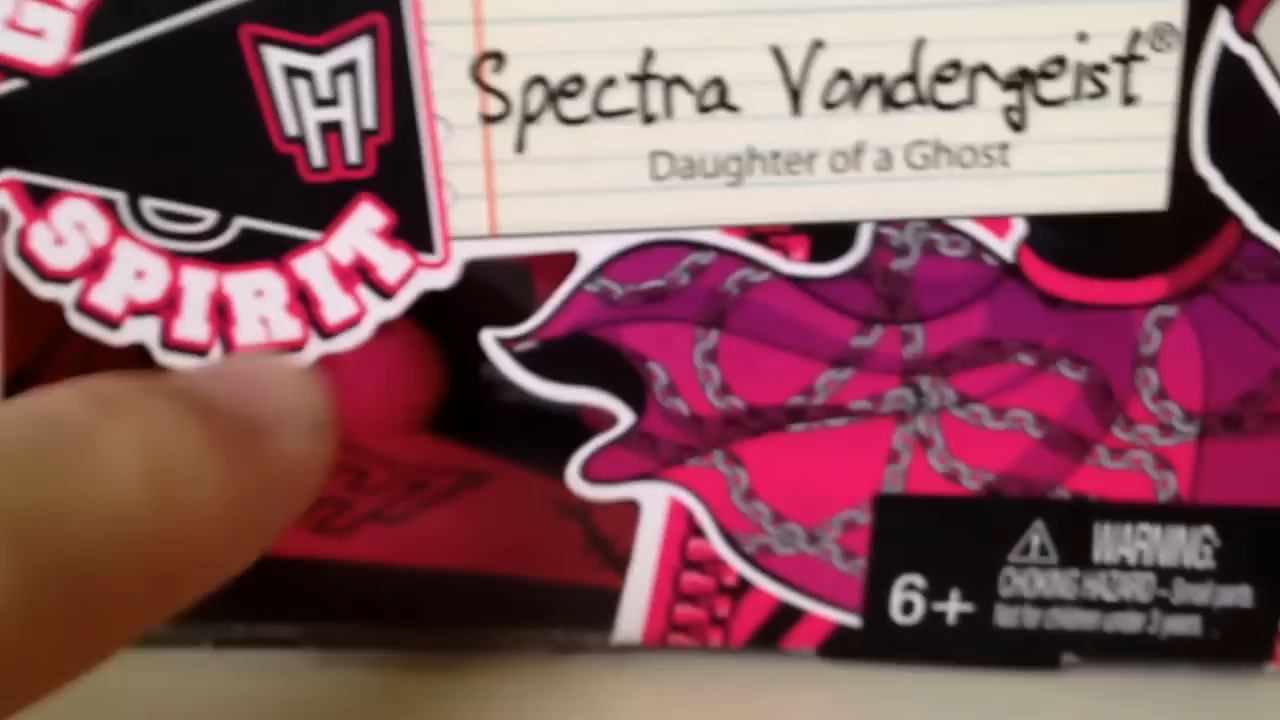 Spectra Vondergeist®
Daughter of a Ghost
SPIRIT
6+
WARNING:
CHOKING HAZARD – Small parts
Not for children under 3 years.